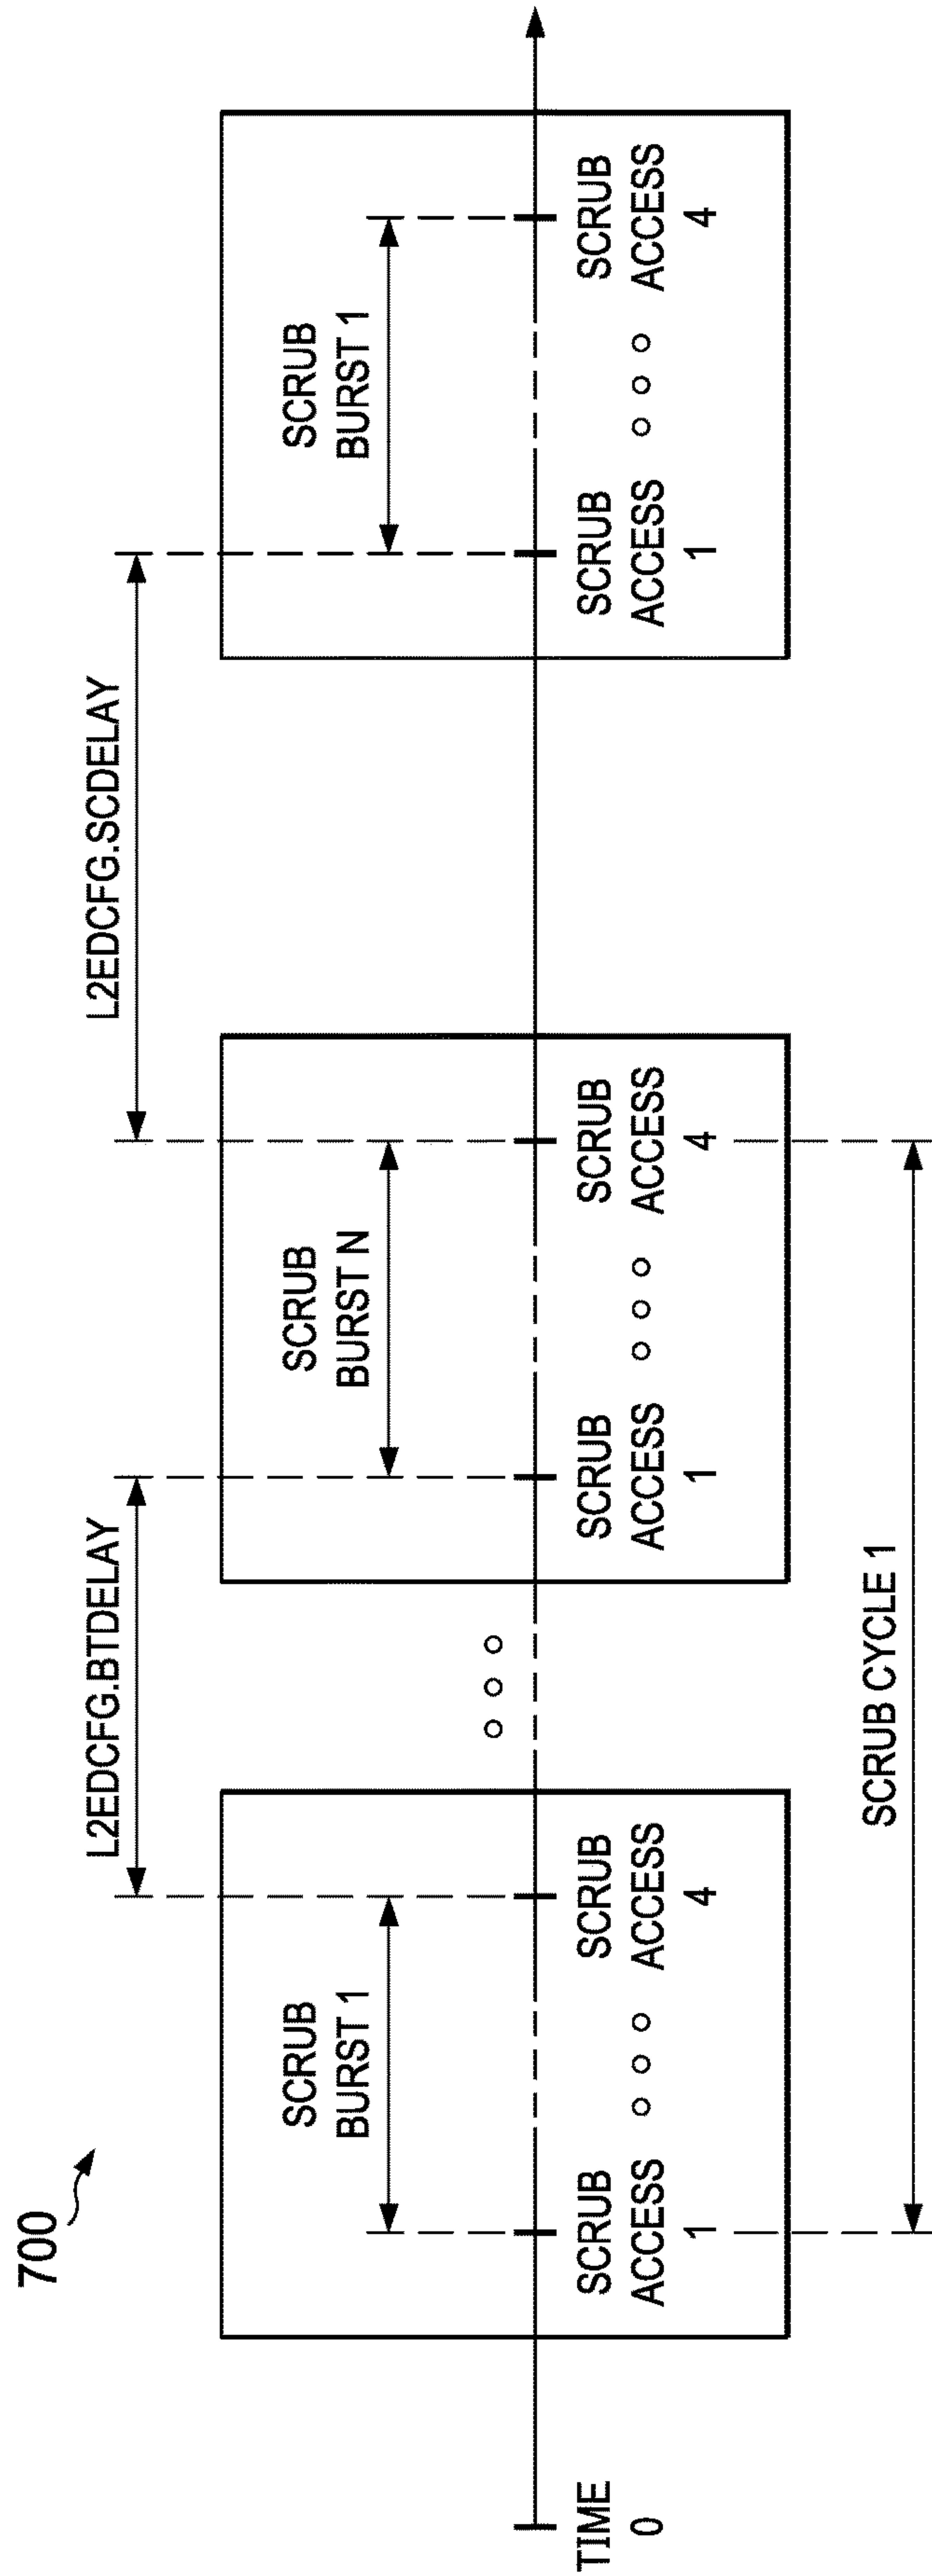 700
L2EDCFG.BTDELAY
L2EDCFG.SCDELAY
SCRUB
BURST 1
SCRUB
BURST N
SCRUB
BURST 1
TIME
0
SCRUB
ACCESS
1
SCRUB
ACCESS
4
SCRUB
ACCESS
1
SCRUB
ACCESS
4
SCRUB
ACCESS
1
SCRUB
ACCESS
4
SCRUB CYCLE 1